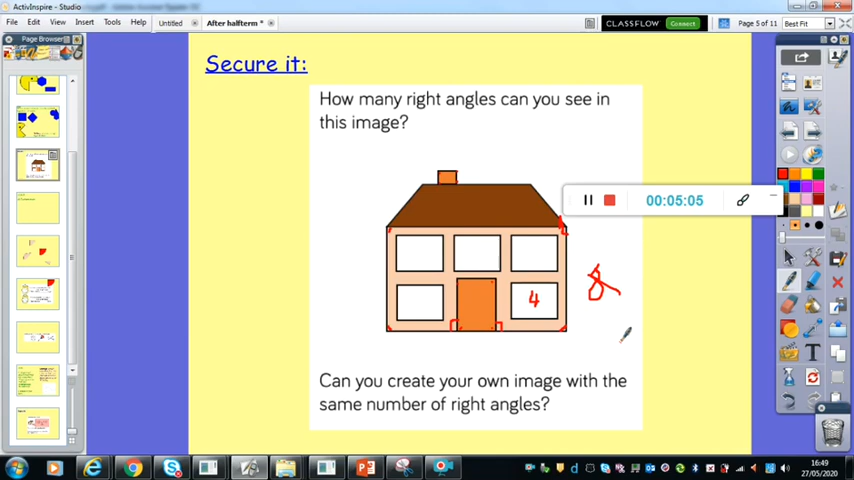 ActivInspire - Studio
File Edit View Insert Tools Help
Untitled
After halfterm *
CLASSFLOW Connect
Page 5 of 11
Best Fit
Page Browser
Secure it:
How many right angles can you see in
this image?
00:05:05
4
8
Can you create your own image with the
same number of right angles?
16:49
27/05/2020